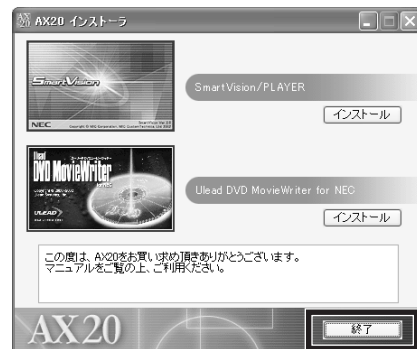 AX20 インストーラ
SmartVision
NEC
SmartVision/PLAYER
インストール
Ulead
DVD MovieWriter
for NEC
ULEAD
Ulead DVD MovieWriter for NEC
インストール
この度は、AX20をお買い求め頂きありがとうございます。
マニュアルをご覧の上、ご利用ください。
AX20
終了